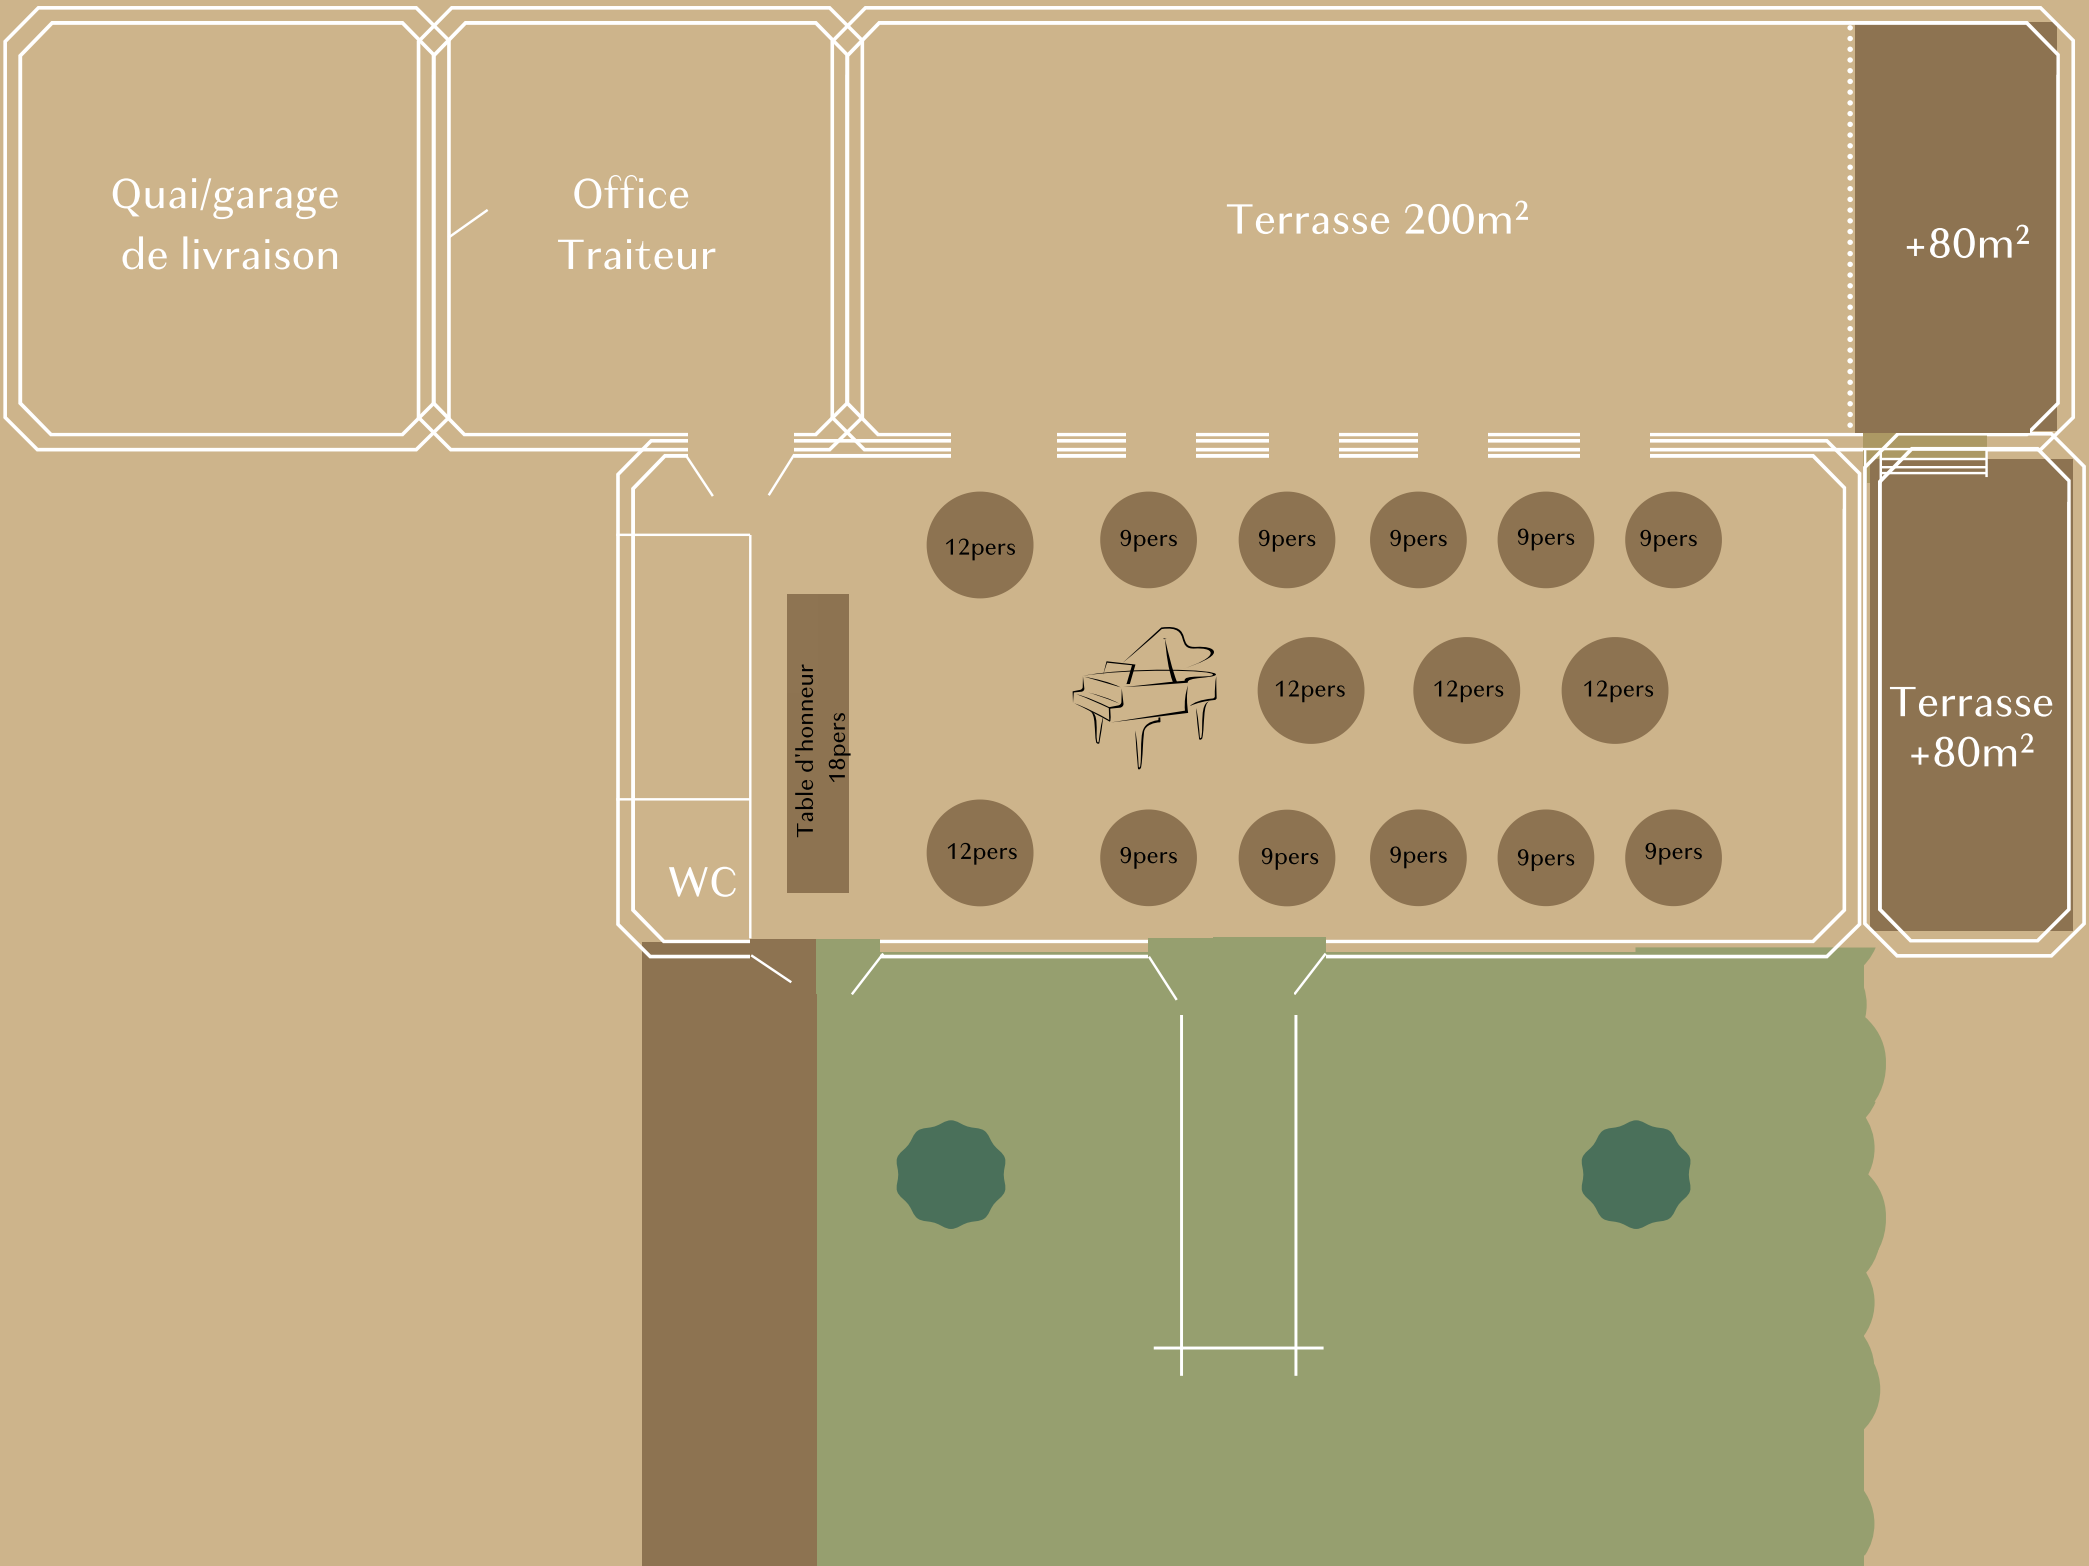 Quai/garage
de livraison
Office
Traiteur
Terrasse 200m²
+80m²
12pers
9pers
9pers
9pers
9pers
9pers
Table d'honneur
18pers
12pers
12pers
12pers
Terrasse
+80m²
12pers
9pers
9pers
9pers
9pers
9pers
WC